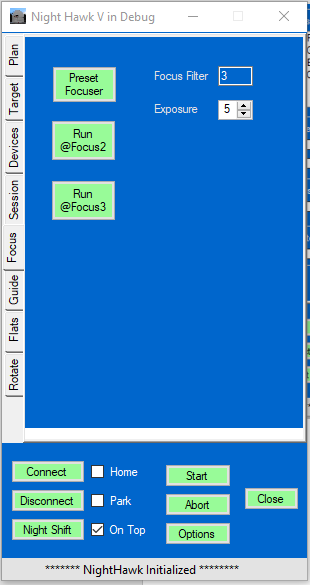 Night Hawk V in Debug
Plan
Target
Devices
Session
Focus
Guide
Flats
Rotate
Preset
Focuser
Focus Filter 3
Exposure 5
Run
@Focus2
Run
@Focus3
Connect Home Start
Disconnect Park Abort Close
Night Shift On Top Options
******* NightHawk Initialized ********